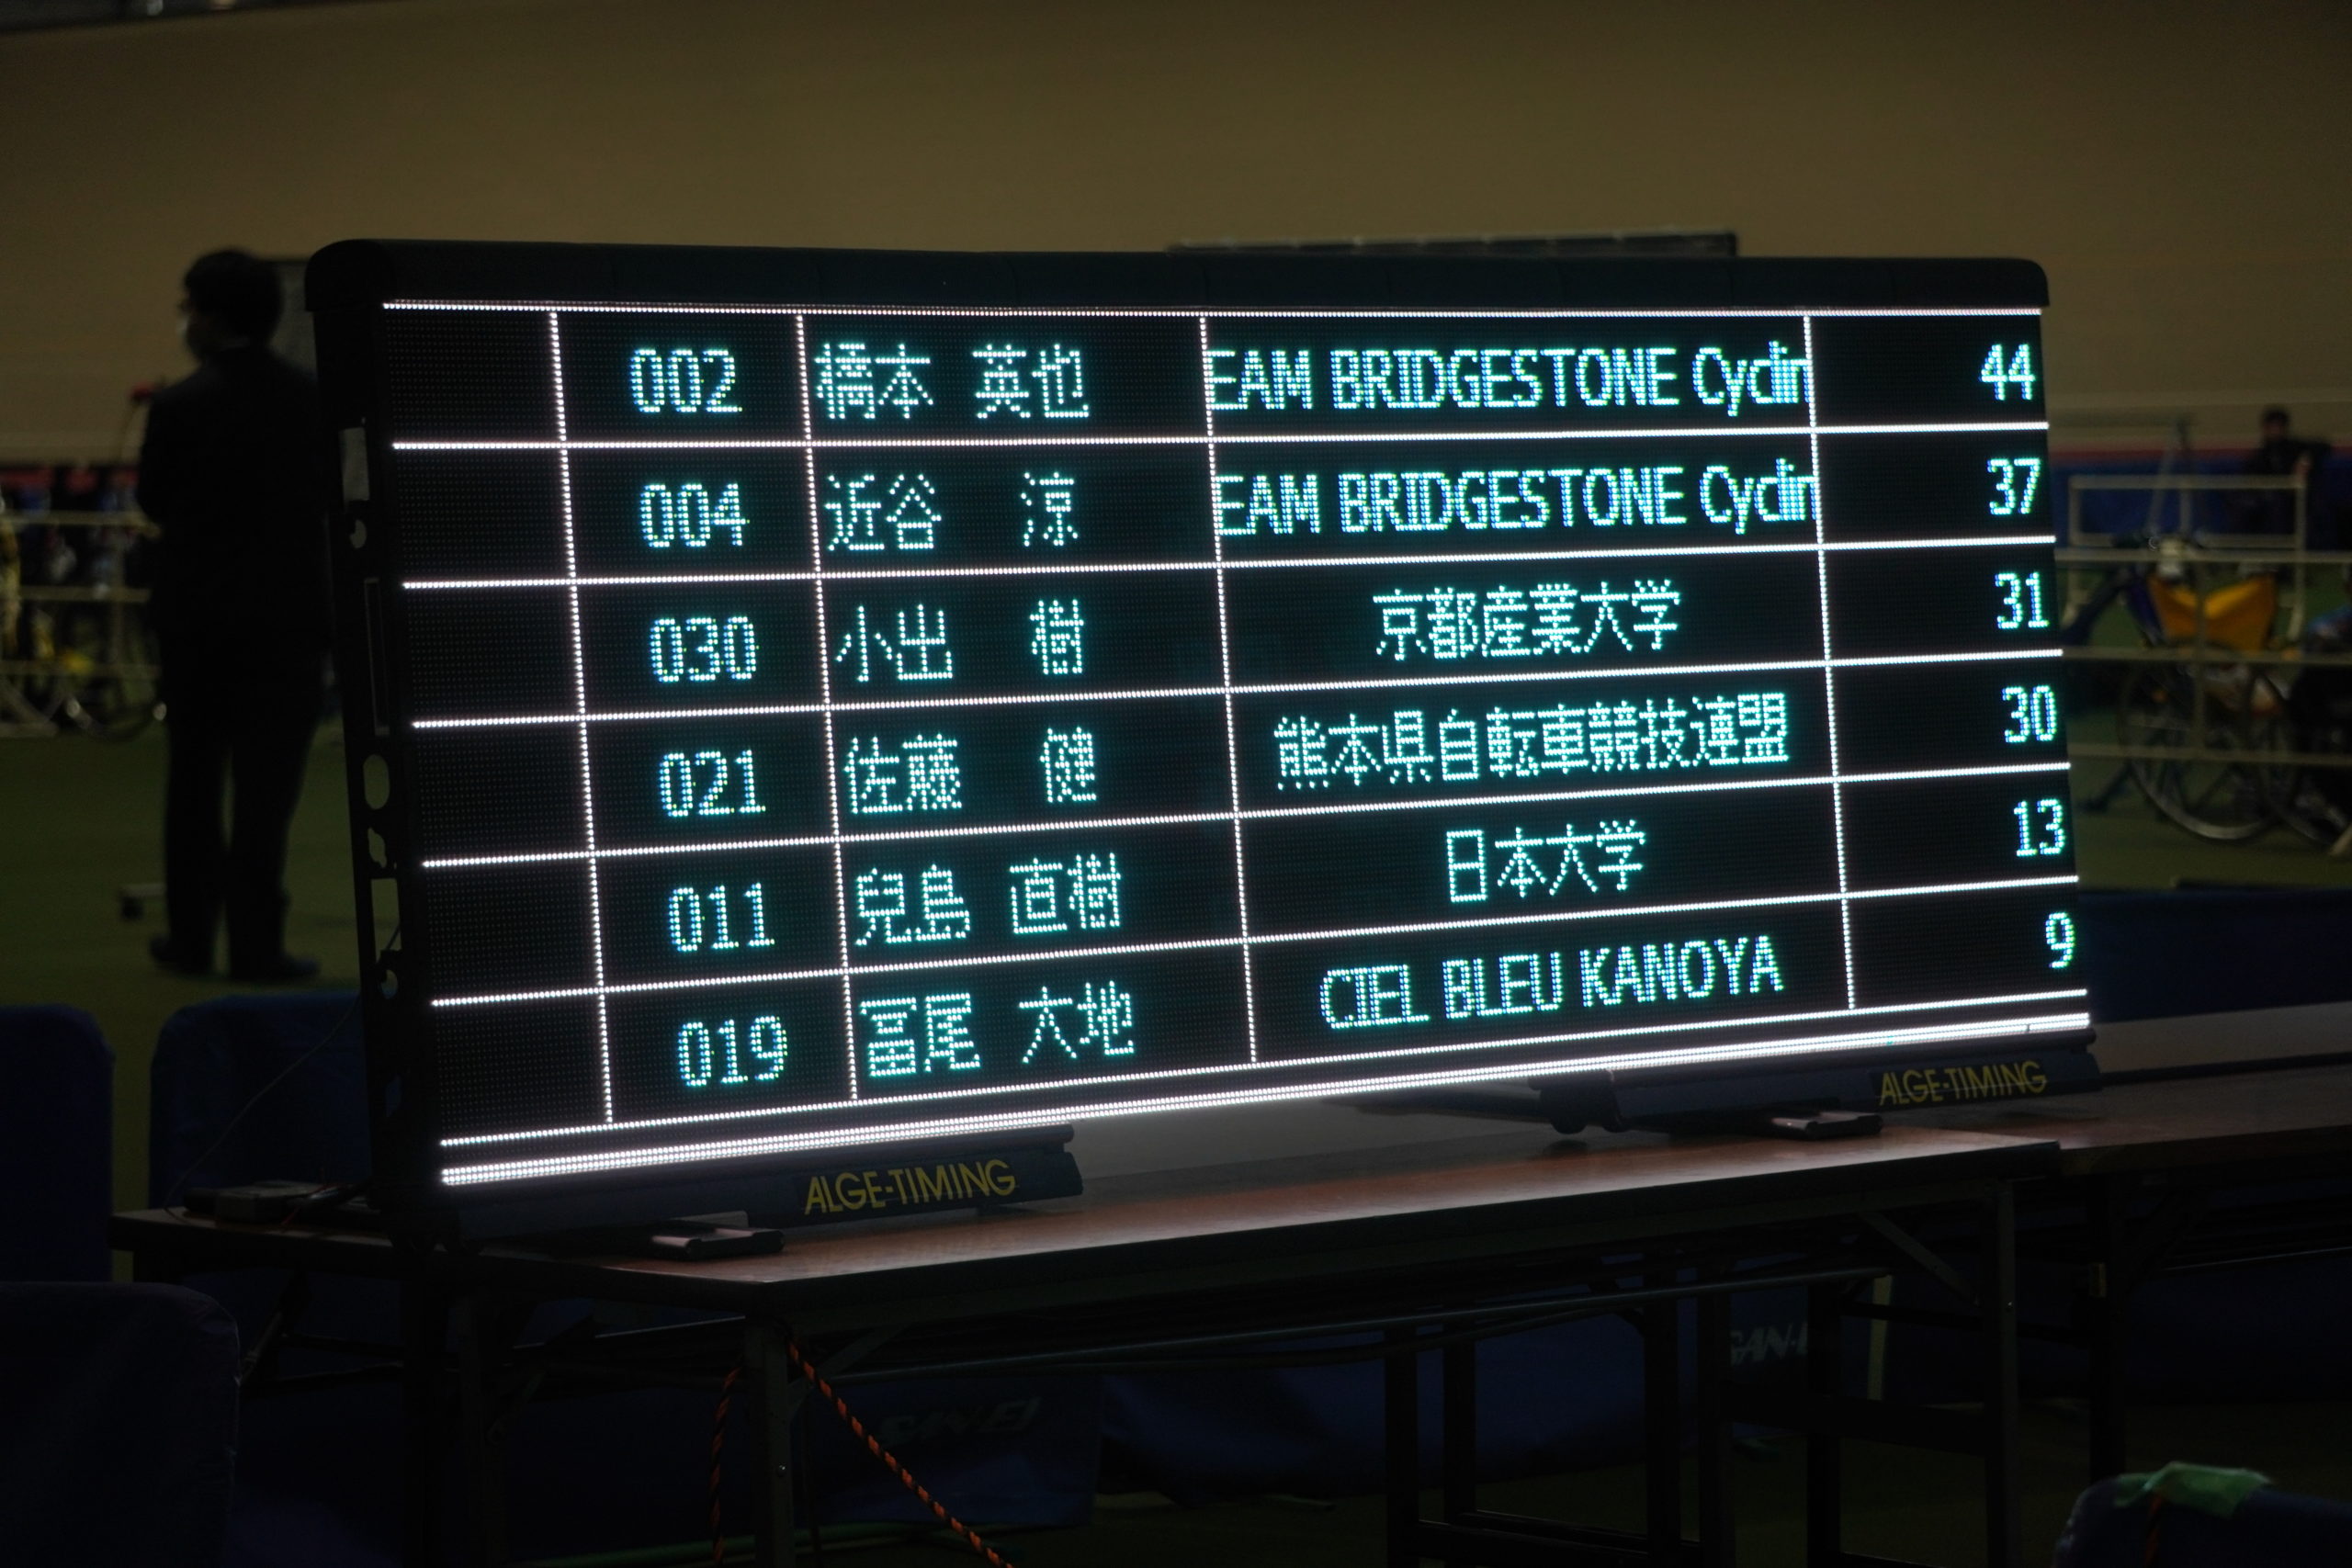 002 橋本 英也 EAM BRIDGESTONE Cyclin 44
004 近谷 涼 EAM BRIDGESTONE Cyclin 37
030 小出 樹 京都産業大学 31
021 佐藤 健 熊本県自転車競技連盟 30
011 兒島 直樹 日本大学 13
019 冨尾 大地 CIEL BLEU KANOYA 9
ALGE-TIMING
ALGE-TIMING
SAN-EI